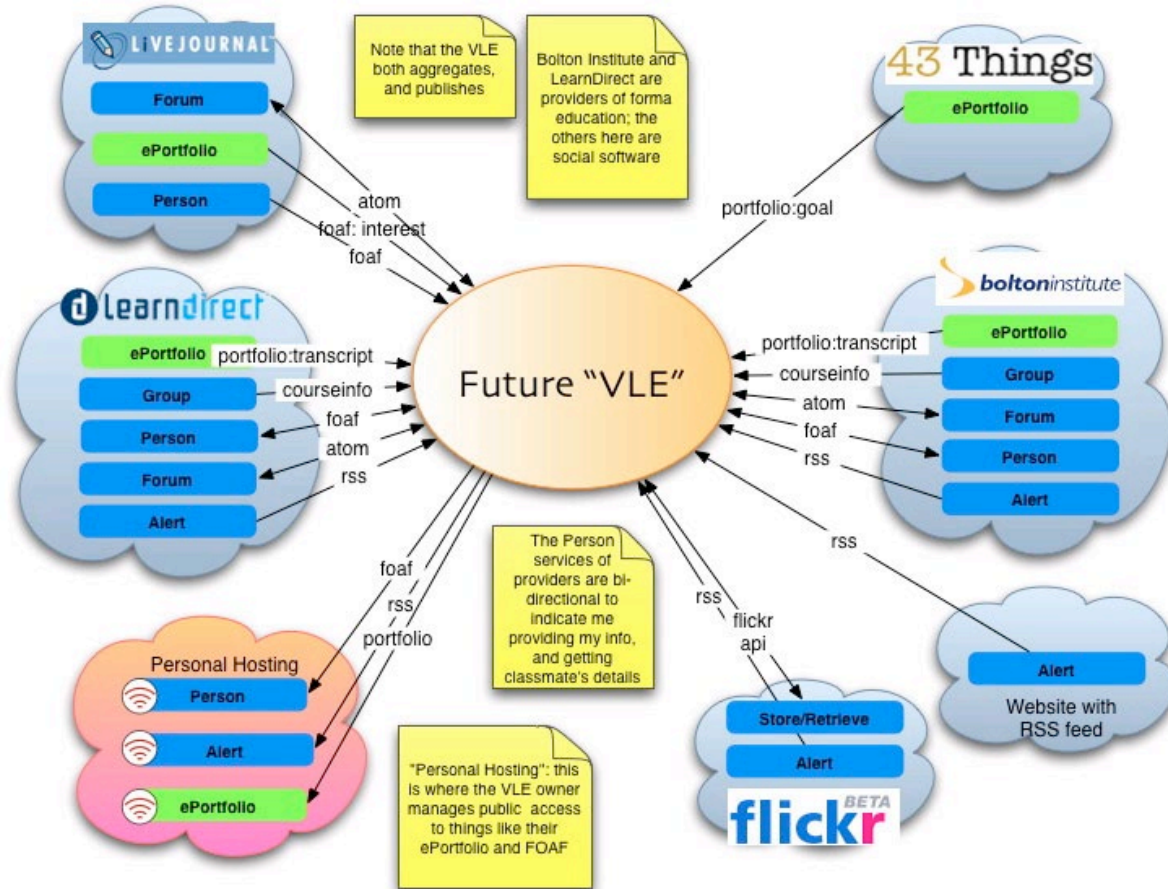 LiVEJOURNAL
Forum
ePortfolio
Person
atom
foaf: interest
foaf
Note that the VLE
both aggregates,
and publishes
Bolton Institute and
LearnDirect are
providers of forma
education; the
others here are
social software
43 Things
ePortfolio
portfolio:goal
learndirect
ePortfolio
Group
Person
Forum
Alert
portfolio:transcript
courseinfo
foaf
atom
rss
Future “VLE”
boltoninstitute
ePortfolio
Group
Forum
Person
Alert
portfolio:transcript
courseinfo
atom
foaf
rss
foaf
rss
portfolio
Personal Hosting
Person
Alert
ePortfolio
The Person
services of
providers are bi-
directional to
indicate me
providing my info,
and getting
classmate's details
"Personal Hosting": this
is where the VLE owner
manages public access
to things like their
ePortfolio and FOAF
rss
flickr
api
Store/Retrieve
Alert
flickr BETA
rss
Alert
Website with
RSS feed